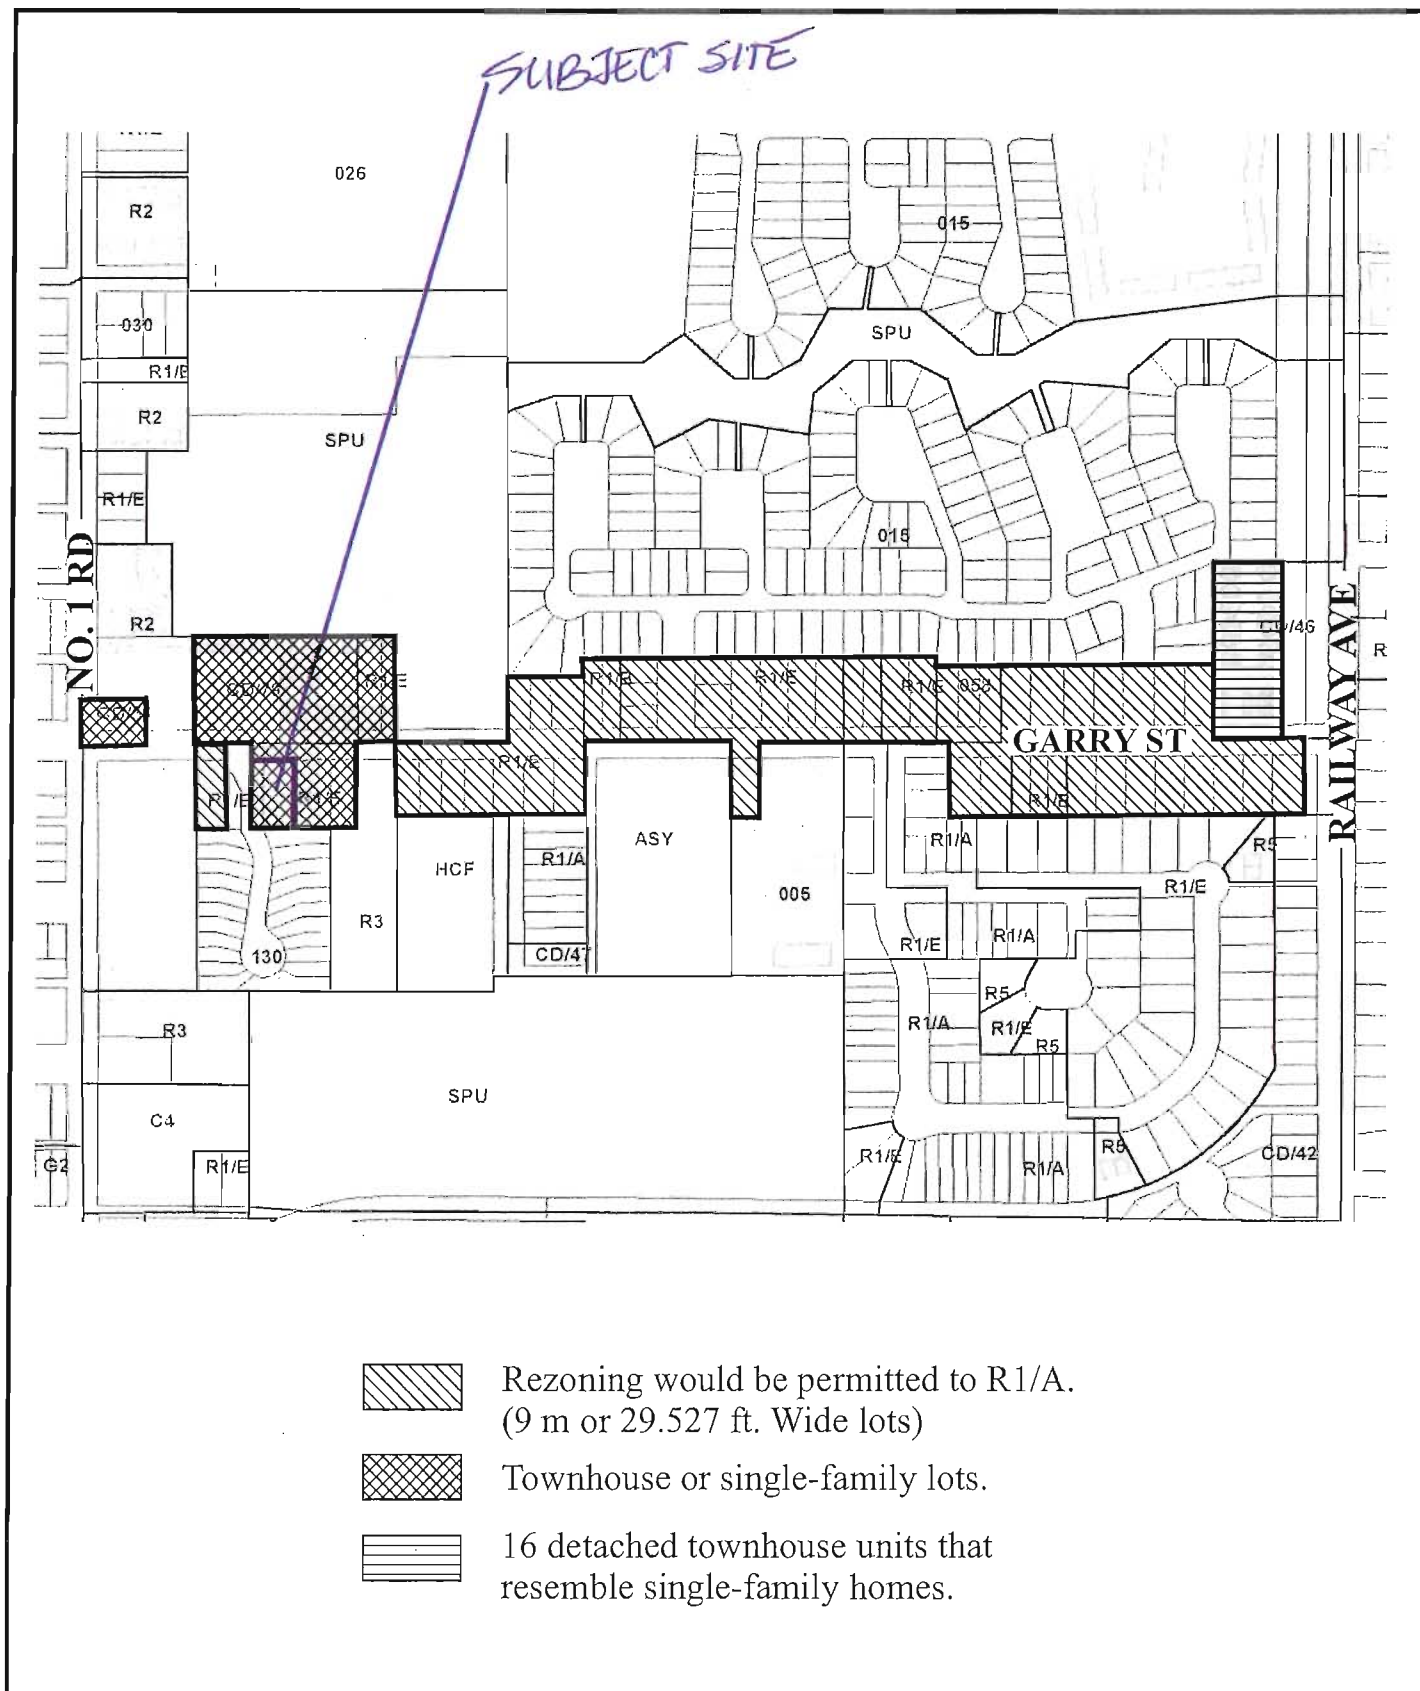 SUBJECT SITE
026
R2
015
030
SPU
R1/E
R2
SPU
R1/E
015
NO. 1 RD
R2
CD/46
RAILWAY AVE
R
R1/E
R1/E
058
GARRY ST
R1/E
R1/E
R1/E
ASY
R1/A
R5
HCF
R1/A
R1/E
005
R3
R1/E
R1/A
130
CD/47
R5
R3
R1/A
R1/E
R5
SPU
C4
R5
R1/E
R1/E
R1/A
CD/42
Rezoning would be permitted to R1/A.
(9 m or 29.527 ft. Wide lots)
Townhouse or single-family lots.
16 detached townhouse units that
resemble single-family homes.